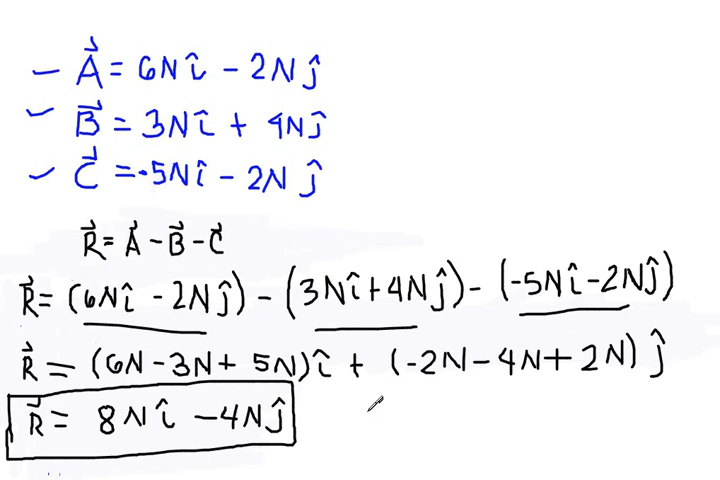 – A⃗ = 6N î – 2N ĵ
– B⃗ = 3N î + 4N ĵ
– C⃗ = -5N î – 2N ĵ
R⃗ = A⃗ – B⃗ – C⃗
R⃗ = (6N î – 2N ĵ) – (3N î + 4N ĵ) – (-5N î – 2N ĵ)
R⃗ = (6N – 3N + 5N) î + (-2N – 4N + 2N) ĵ
R⃗ = 8N î – 4N ĵ